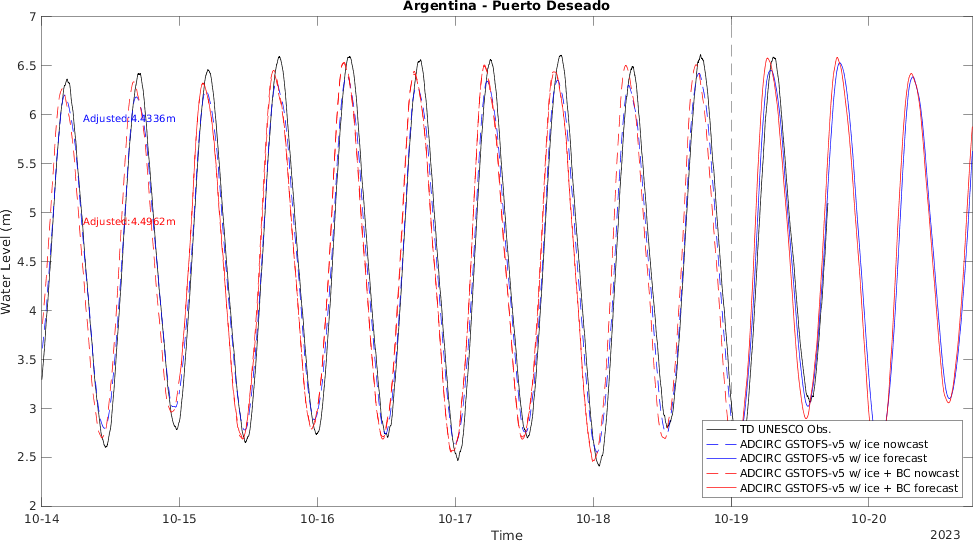 Argentina - Puerto Deseado
7
6.5
6
5.5
5
4.5
4
3.5
3
2.5
2
Water Level (m)
Adjusted:4.4336m
Adjusted:4.4962m
TD UNESCO Obs.
ADCIRC GSTOFS-v5 w/ ice nowcast
ADCIRC GSTOFS-v5 w/ ice forecast
ADCIRC GSTOFS-v5 w/ ice + BC nowcast
ADCIRC GSTOFS-v5 w/ ice + BC forecast
10-14 10-15 10-16 10-17 10-18 10-19 10-20
Time
2023